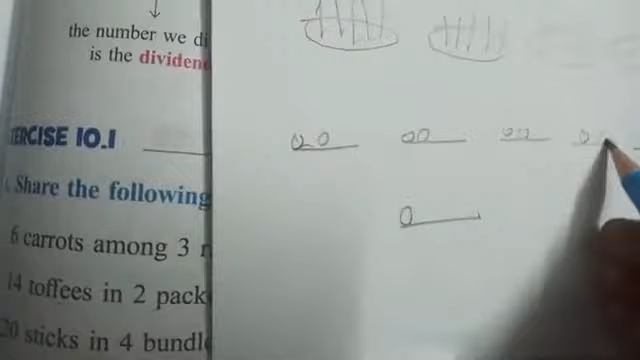 the number we di
is the dividen
ERCISE 10.1
Share the following
6 carrots among 3 r
14 toffees in 2 pack
20 sticks in 4 bundle